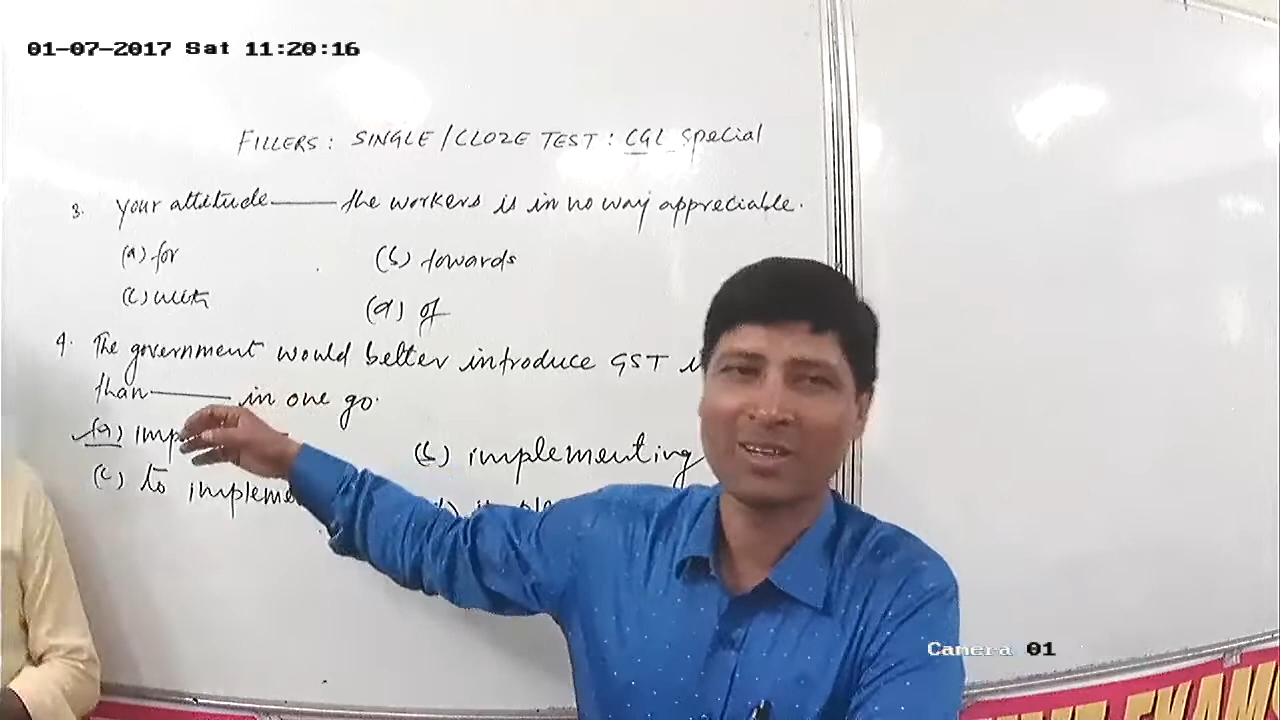 01-07-2017 Sat 11:20:16
FILLERS: SINGLE/CLOZE TEST: CGL Special
3. Your attitude ——— the workers is in no way appreciable.
(a) for (b) towards
(c) with (d) of
4. The government would better introduce GST
than ——— in one go.
(a) imp (b) implementing
(c) to impleme
Camera 01
EXAMS